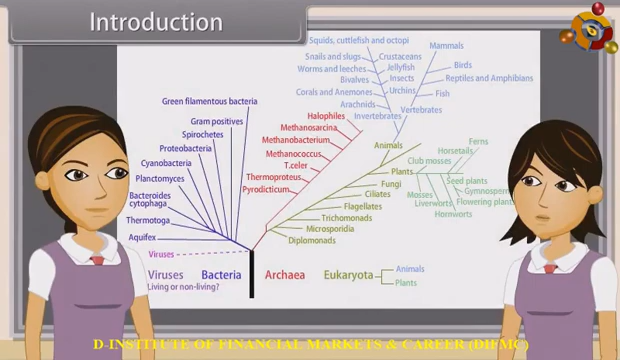 Introduction
Squids, cuttlefish and octopi
Mammals
Snails and slugs
Crustaceans
Worms and leeches
Jellyfish
Birds
Bivalves
Insects
Reptiles and Amphibians
Corals and Anemones
Urchins
Fish
Arachnids
Vertebrates
Invertebrates
Green filamentous bacteria
Gram positives
Spirochetes
Proteobacteria
Cyanobacteria
Planctomyces
Bacteroides
cytophaga
Thermotoga
Aquifex
Viruses
Halophiles
Methanosarcina
Methanobacterium
Methanococcus
T.celer
Thermoproteus
Pyrodicticum
Animals
Plants
Fungi
Ciliates
Flagellates
Trichomonads
Microsporidia
Diplomonads
Ferns
Horsetails
Club mosses
Seed plants
Gymnosperm
Flowering plants
Mosses
Liverworts
Hornworts
Viruses Bacteria Archaea Eukaryota
Living or non-living?
Animals
Plants
D-INSTITUTE OF FINANCIAL MARKETS & CAREER (DIFMC)